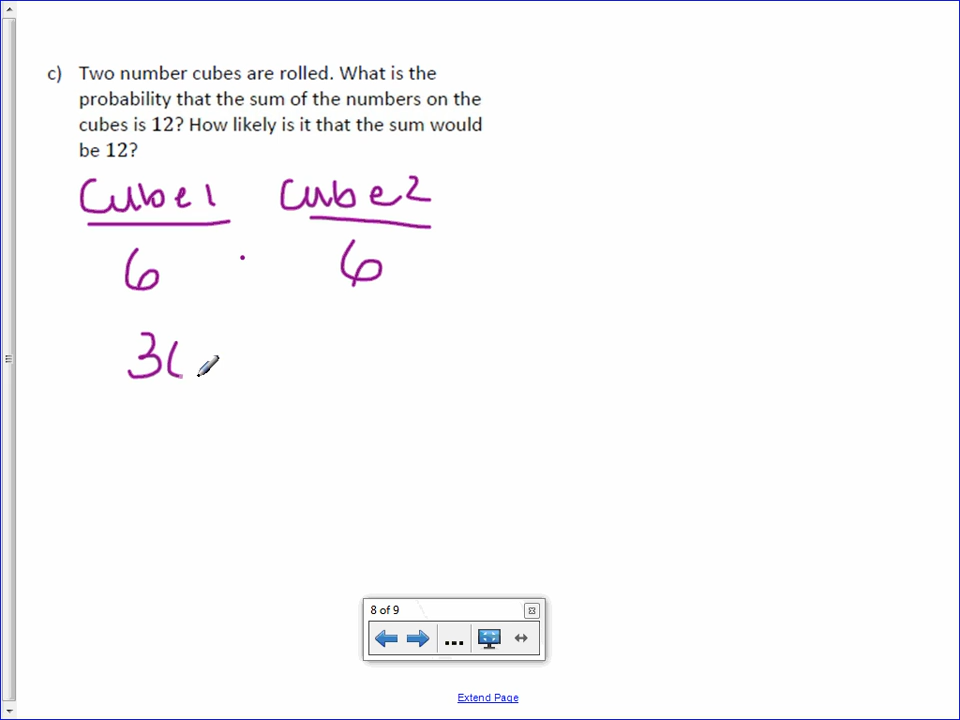 c) Two number cubes are rolled. What is the
probability that the sum of the numbers on the
cubes is 12? How likely is it that the sum would
be 12?
Cube 1 Cube 2
6 · 6
3(
8 of 9
...
Extend Page